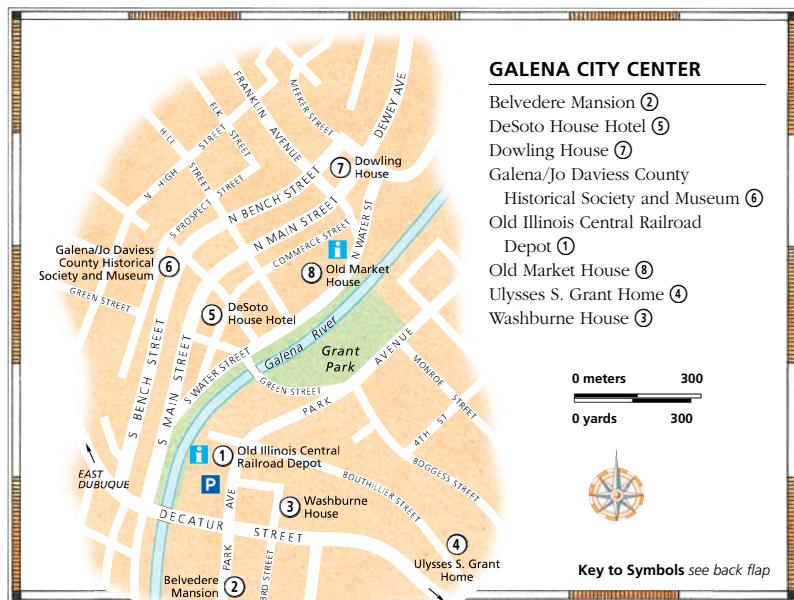 GALENA CITY CENTER
Belvedere Mansion ②
DeSoto House Hotel ⑤
Dowling House ⑦
Galena/Jo Daviess County
Historical Society and Museum ⑥
Old Illinois Central Railroad
Depot ①
Old Market House ⑧
Ulysses S. Grant Home ④
Washburne House ③
0 meters 300
0 yards 300
Key to Symbols see back flap
FRANKLIN AVENUE
MEEKER STREET
DEWEY AVE
ELK STREET
HILL STREET
N HIGH STREET
S PROSPECT STREET
N BENCH STREET
⑦ Dowling
House
N MAIN STREET
COMMERCE STREET
N WATER ST
i
⑧ Old Market
House
Galena/Jo Daviess
County Historical
Society and Museum ⑥
GREEN STREET
⑤ DeSoto
House Hotel
S BENCH STREET
S MAIN STREET
S WATER STREET
Galena River
Grant
Park
GREEN STREET
PARK AVENUE
MONROE STREET
4TH ST
BOGGESS STREET
BOUTHILLIER STREET
i
① Old Illinois Central
Railroad Depot
P
EAST
DUBUQUE
③ Washburne
House
DECATUR STREET
PARK AVE
3RD STREET
④
Ulysses S. Grant
Home
Belvedere
Mansion ②